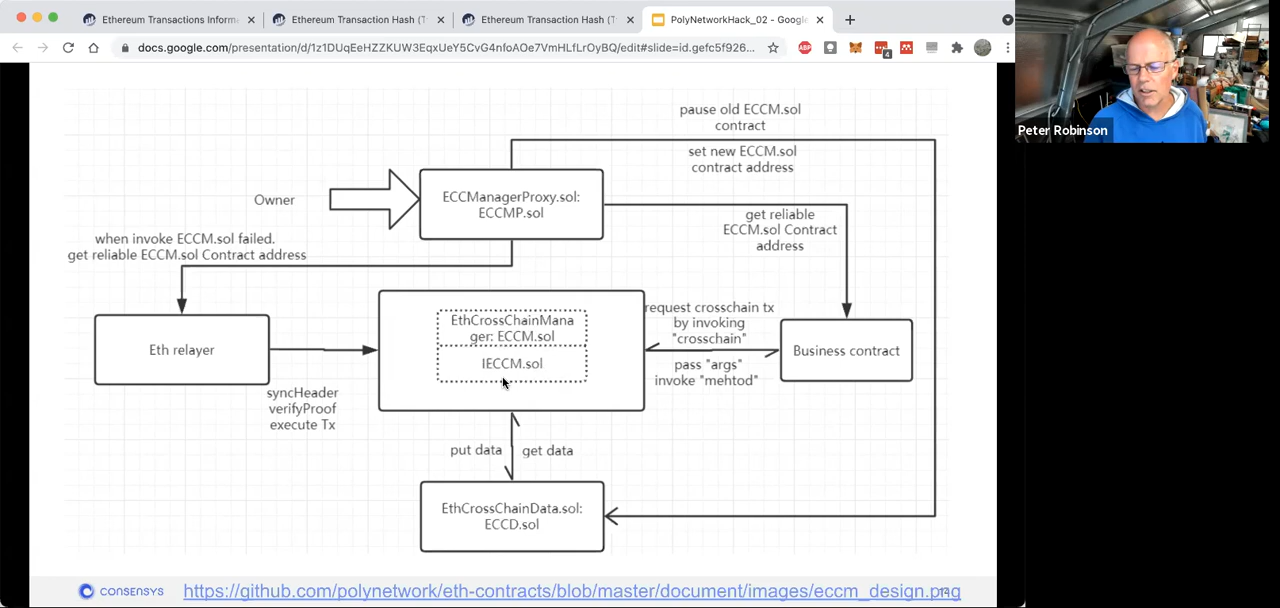 Ethereum Transactions Informa
Ethereum Transaction Hash (T
Ethereum Transaction Hash (T
PolyNetworkHack_02 - Google
docs.google.com/presentation/d/1z1DUqEeHZZKUW3EqxUeY5CvG4nfoAOe7VmHLfLrOyBQ/edit#slide=id.gefc5f926...
ABP
4
Peter Robinson
pause old ECCM.sol
contract
set new ECCM.sol
contract address
Owner
ECCManagerProxy.sol:
ECCMP.sol
get reliable
ECCM.sol Contract
address
when invoke ECCM.sol failed.
get reliable ECCM.sol Contract address
Eth relayer
syncHeader
verifyProof
execute Tx
EthCrossChainMana
ger: ECCM.sol
IECCM.sol
request crosschain tx
by invoking
"crosschain"
pass "args"
invoke "mehtod"
Business contract
put data
get data
EthCrossChainData.sol:
ECCD.sol
CONSENSYS
https://github.com/polynetwork/eth-contracts/blob/master/document/images/eccm_design.png